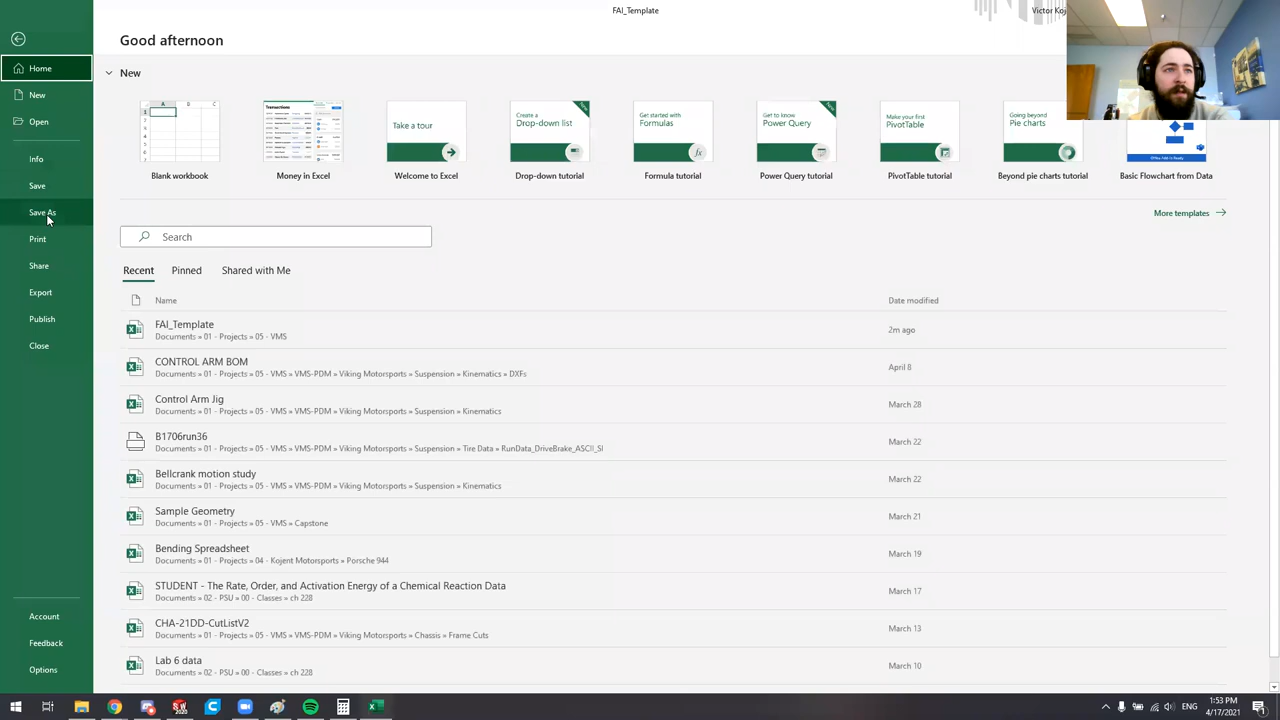 FAI_Template
Victor Koj
Good afternoon
Home
New
Open
Info
Save
Save As
Print
Share
Export
Publish
Close
Account
Feedback
Options
New
A B C
1
Transactions
Take a tour
Create a
Drop-down list
Get started with
Formulas
fx
Get to know
Power Query
Make your first
PivotTable
Going beyond
Pie charts
Blank workbook
Money in Excel
Welcome to Excel
Drop-down tutorial
Formula tutorial
Power Query tutorial
PivotTable tutorial
Beyond pie charts tutorial
Basic Flowchart from Data
More templates
Search
Recent Pinned Shared with Me
Name Date modified
FAI_Template
Documents » 01 - Projects » 05 - VMS
2m ago
CONTROL ARM BOM
Documents » 01 - Projects » 05 - VMS » VMS-PDM » Viking Motorsports » Suspension » Kinematics » DXFs
April 8
Control Arm Jig
Documents » 01 - Projects » 05 - VMS » VMS-PDM » Viking Motorsports » Suspension » Kinematics
March 28
B1706run36
Documents » 01 - Projects » 05 - VMS » VMS-PDM » Viking Motorsports » Suspension » Tire Data » RunData_DriveBrake_ASCII_SI
March 22
Bellcrank motion study
Documents » 01 - Projects » 05 - VMS » VMS-PDM » Viking Motorsports » Suspension » Kinematics
March 22
Sample Geometry
Documents » 01 - Projects » 05 - VMS » Capstone
March 21
Bending Spreadsheet
Documents » 01 - Projects » 04 - Kojent Motorsports » Porsche 944
March 19
STUDENT - The Rate, Order, and Activation Energy of a Chemical Reaction Data
Documents » 02 - PSU » 00 - Classes » ch 228
March 17
CHA-21DD-CutListV2
Documents » 01 - Projects » 05 - VMS » VMS-PDM » Viking Motorsports » Chassis » Frame Cuts
March 13
Lab 6 data
Documents » 02 - PSU » 00 - Classes » ch 228
March 10
ENG
1:53 PM
4/17/2021